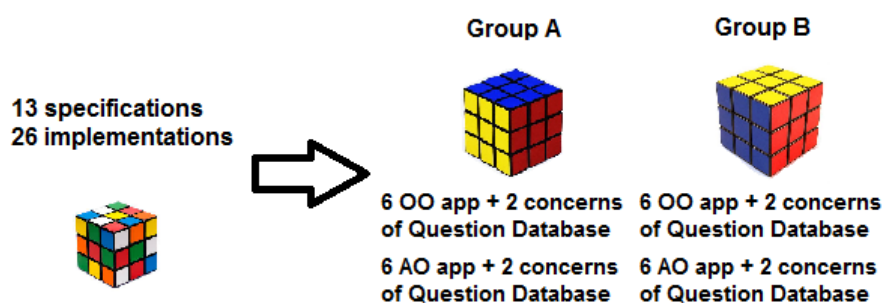 13 specifications
26 implementations
Group A
6 OO app + 2 concerns
of Question Database
6 AO app + 2 concerns
of Question Database
Group B
6 OO app + 2 concerns
of Question Database
6 AO app + 2 concerns
of Question Database